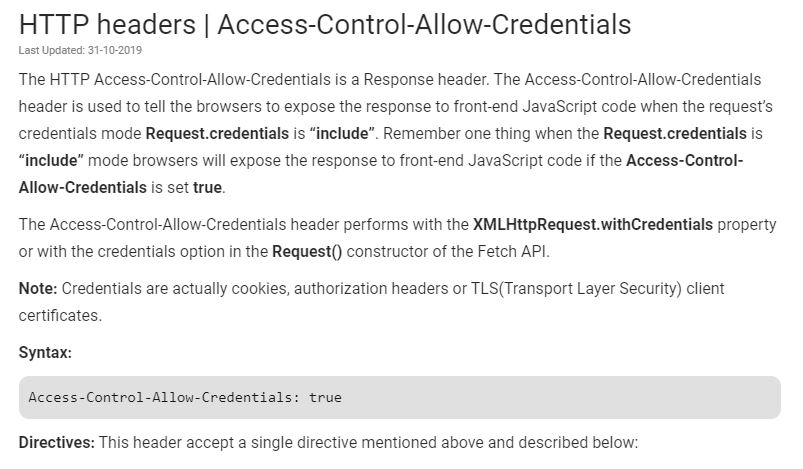 HTTP headers | Access-Control-Allow-Credentials
Last Updated: 31-10-2019
The HTTP Access-Control-Allow-Credentials is a Response header. The Access-Control-Allow-Credentials
header is used to tell the browsers to expose the response to front-end JavaScript code when the request's
credentials mode Request.credentials is “include”. Remember one thing when the Request.credentials is
“include” mode browsers will expose the response to front-end JavaScript code if the Access-Control-
Allow-Credentials is set true.
The Access-Control-Allow-Credentials header performs with the XMLHttpRequest.withCredentials property
or with the credentials option in the Request() constructor of the Fetch API.
Note: Credentials are actually cookies, authorization headers or TLS(Transport Layer Security) client
certificates.
Syntax:
Access-Control-Allow-Credentials: true
Directives: This header accept a single directive mentioned above and described below: